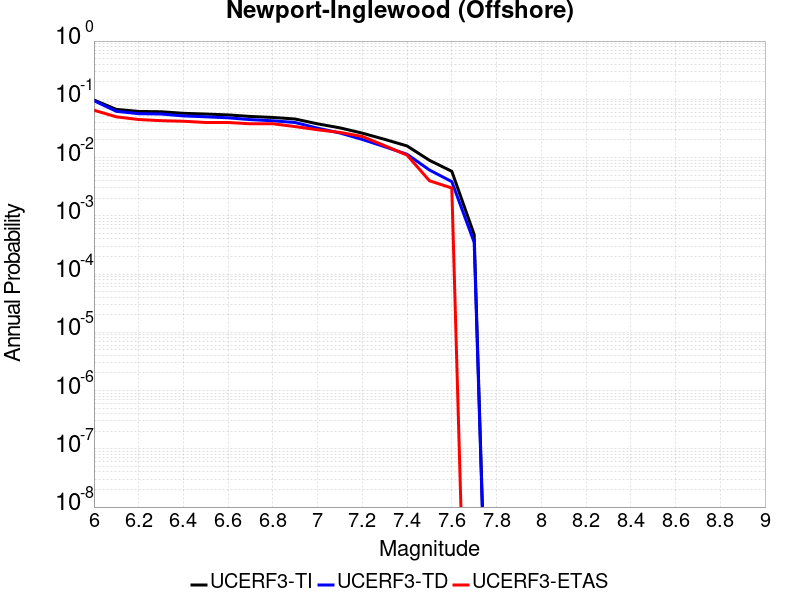 Newport-Inglewood (Offshore)
10^0
10^-1
10^-2
10^-3
10^-4
10^-5
10^-6
10^-7
10^-8
Annual Probability
6 6.2 6.4 6.6 6.8 7 7.2 7.4 7.6 7.8 8 8.2 8.4 8.6 8.8 9
Magnitude
UCERF3-TI UCERF3-TD UCERF3-ETAS